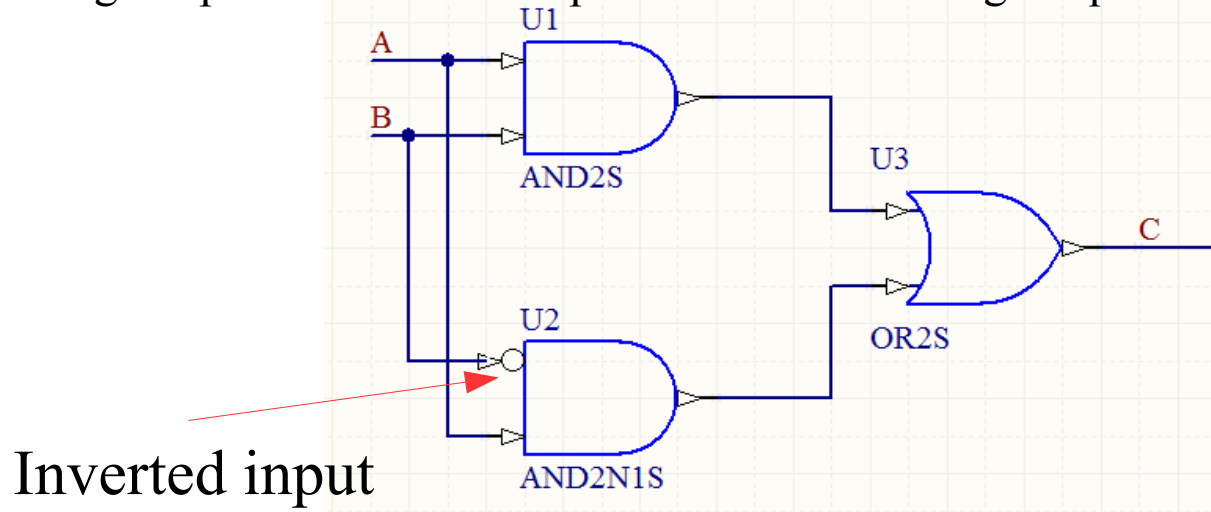 U1
A
B
AND2S
U3
C
U2
OR2S
Inverted input
AND2N1S